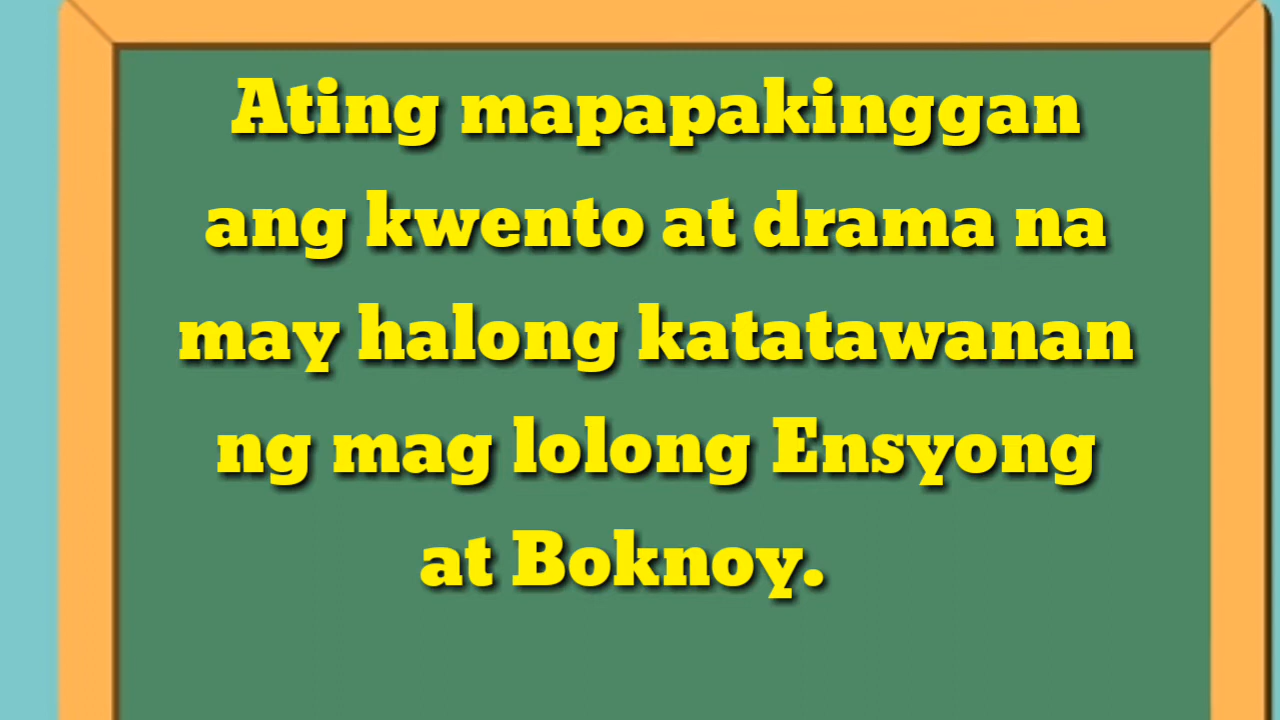 Ating mapapakinggan
ang kwento at drama na
may halong katatawanan
ng mag lolong Ensyong
at Boknoy.